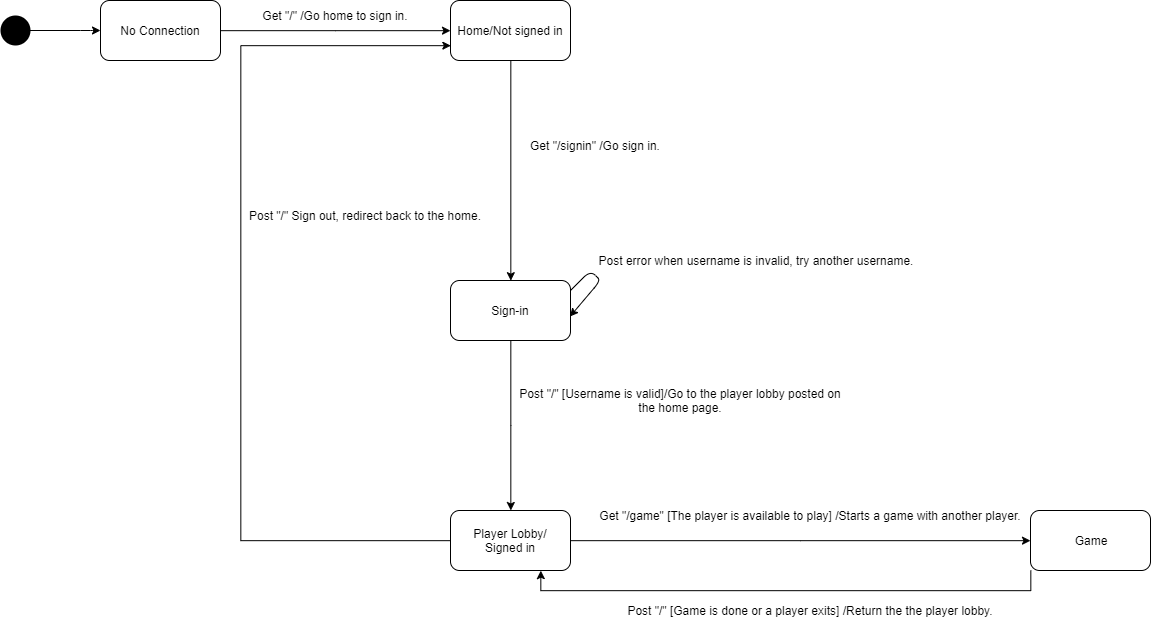 Get "/" /Go home to sign in.
No Connection
Home/Not signed in
Get "/signin" /Go sign in.
Post "/" Sign out, redirect back to the home.
Post error when username is invalid, try another username.
Sign-in
Post "/" [Username is valid]/Go to the player lobby posted on
the home page.
Get "/game" [The player is available to play] /Starts a game with another player.
Player Lobby/
Signed in
Game
Post "/" [Game is done or a player exits] /Return the the player lobby.